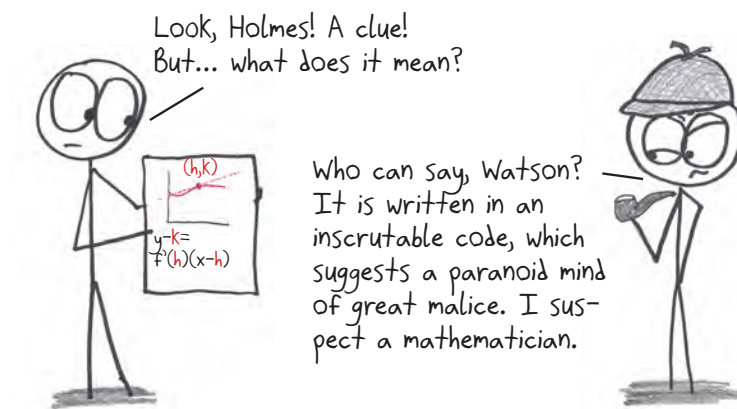 Look, Holmes! A clue!
But... what does it mean?
(h,k)
y-k=
f'(h)(x-h)
Who can say, Watson?
It is written in an
inscrutable code, which
suggests a paranoid mind
of great malice. I sus-
pect a mathematician.